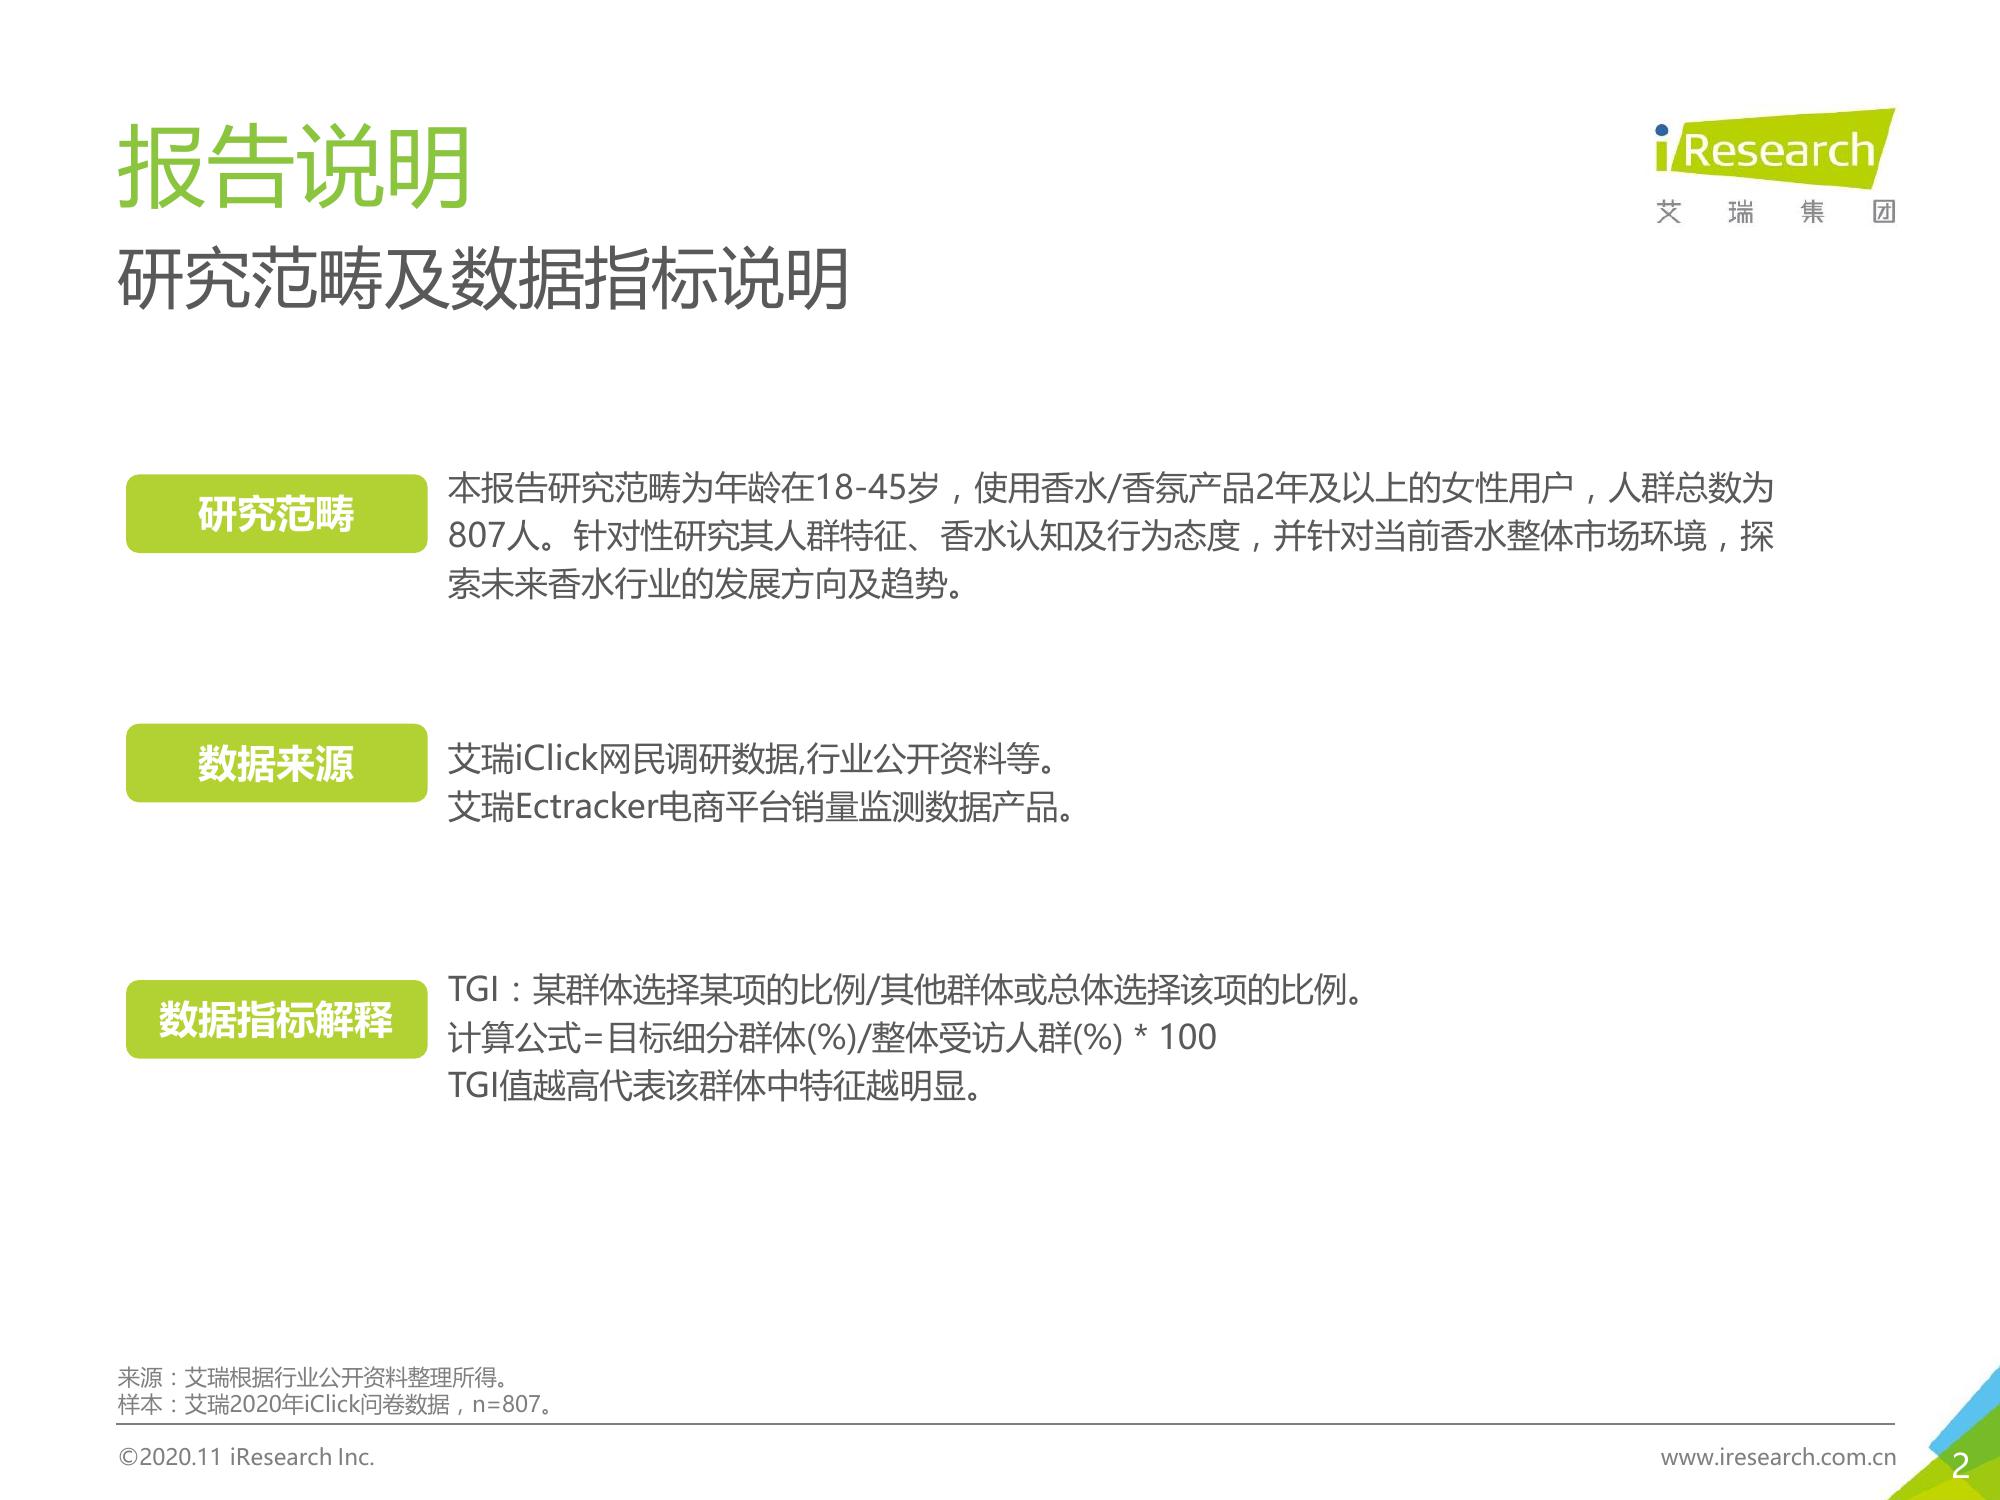 报告说明
iResearch
艾瑞集团
研究范畴及数据指标说明
研究范畴
本报告研究范畴为年龄在18-45岁，使用香水/香氛产品2年及以上的女性用户，人群总数为
807人。针对性研究其人群特征、香水认知及行为态度，并针对当前香水整体市场环境，探
索未来香水行业的发展方向及趋势。
数据来源
艾瑞iClick网民调研数据,行业公开资料等。
艾瑞Ectracker电商平台销量监测数据产品。
数据指标解释
TGI：某群体选择某项的比例/其他群体或总体选择该项的比例。
计算公式=目标细分群体(%)/整体受访人群(%) * 100
TGI值越高代表该群体中特征越明显。
来源：艾瑞根据行业公开资料整理所得。
样本：艾瑞2020年iClick问卷数据，n=807。
©2020.11 iResearch Inc.
www.iresearch.com.cn
2